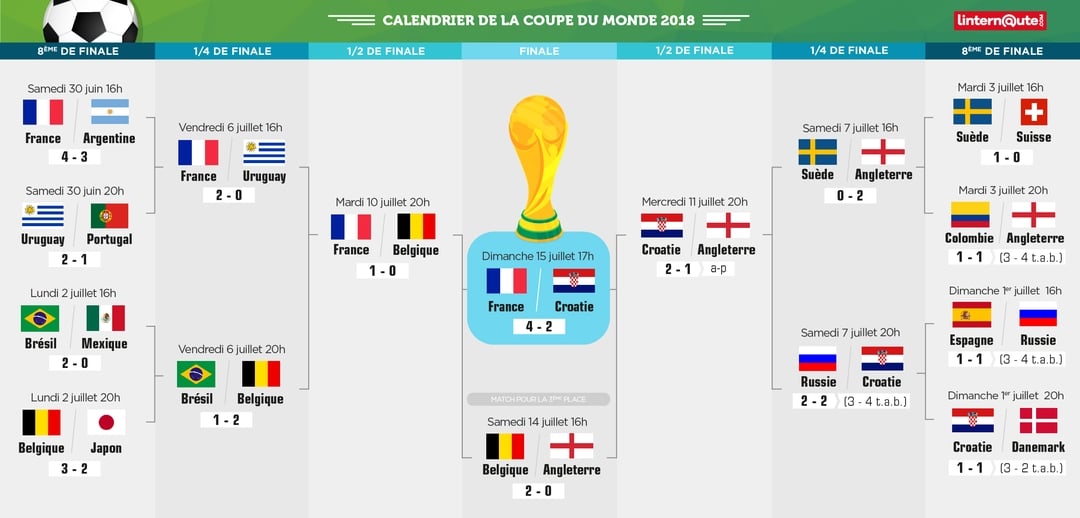 CALENDRIER DE LA COUPE DU MONDE 2018
linternaute.com
8ÈME DE FINALE
1/4 DE FINALE
1/2 DE FINALE
FINALE
1/2 DE FINALE
1/4 DE FINALE
8ÈME DE FINALE
Samedi 30 juin 16h
France Argentine
4 - 3
Samedi 30 juin 20h
Uruguay Portugal
2 - 1
Lundi 2 juillet 16h
Brésil Mexique
2 - 0
Lundi 2 juillet 20h
Belgique Japon
3 - 2
Vendredi 6 juillet 16h
France Uruguay
2 - 0
Vendredi 6 juillet 20h
Brésil Belgique
1 - 2
Mardi 10 juillet 20h
France Belgique
1 - 0
Dimanche 15 juillet 17h
France Croatie
4 - 2
MATCH POUR LA 3ÈME PLACE
Samedi 14 juillet 16h
Belgique Angleterre
2 - 0
Mercredi 11 juillet 20h
Croatie Angleterre
2 - 1 a-p
Samedi 7 juillet 16h
Suède Angleterre
0 - 2
Samedi 7 juillet 20h
Russie Croatie
2 - 2 (3 - 4 t.a.b.)
Mardi 3 juillet 16h
Suède Suisse
1 - 0
Mardi 3 juillet 20h
Colombie Angleterre
1 - 1 (3 - 4 t.a.b.)
Dimanche 1er juillet 16h
Espagne Russie
1 - 1 (3 - 4 t.a.b.)
Dimanche 1er juillet 20h
Croatie Danemark
1 - 1 (3 - 2 t.a.b.)